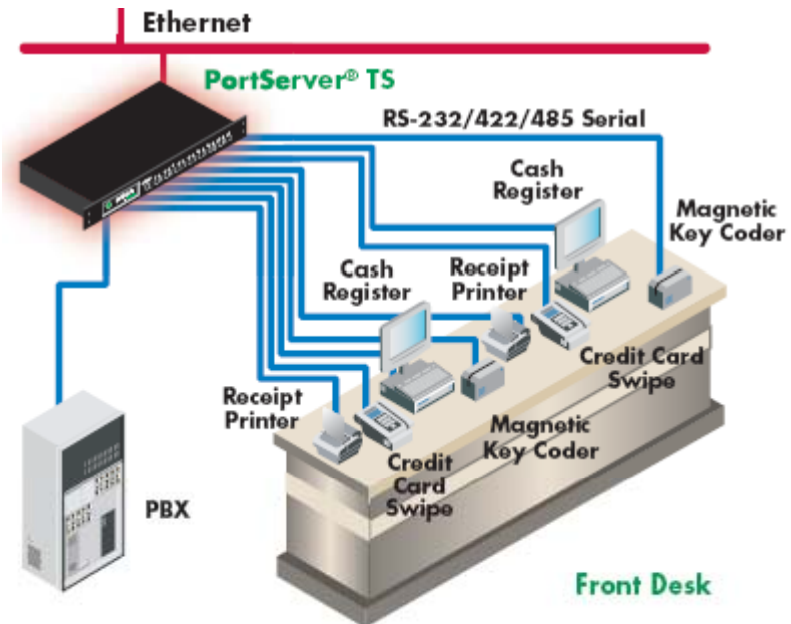 Ethernet
PortServer® TS
RS-232/422/485 Serial
Cash
Register
Magnetic
Key Coder
Cash
Register
Receipt
Printer
Credit Card
Swipe
Receipt
Printer
Magnetic
Key Coder
Credit
Card
Swipe
PBX
Front Desk